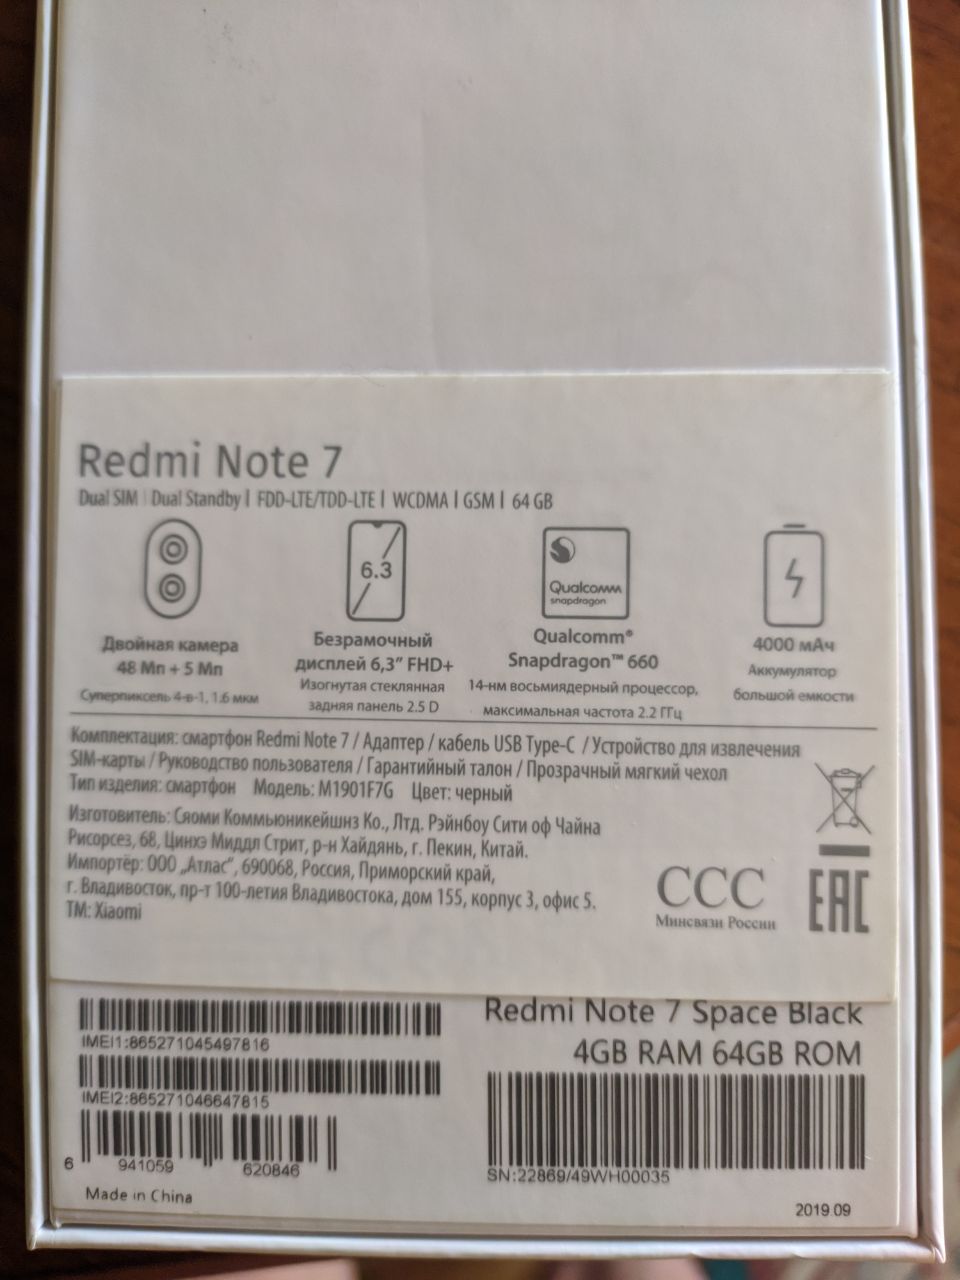 Redmi Note 7
Dual SIM | Dual Standby | FDD-LTE/TDD-LTE | WCDMA | GSM | 64 GB
6.3
Qualcomm
snapdragon
Двойная камера
48 Мп + 5 Мп
Суперпиксель 4-в-1, 1.6 мкм
Безрамочный
дисплей 6,3” FHD+
Изогнутая стеклянная
задняя панель 2.5 D
Qualcomm®
Snapdragon™ 660
14-нм восьмиядерный процессор,
максимальная частота 2.2 ГГц
4000 мАч
Аккумулятор
большой емкости
Комплектация: смартфон Redmi Note 7 / Адаптер / кабель USB Type-C / Устройство для извлечения
SIM-карты / Руководство пользователя / Гарантийный талон / Прозрачный мягкий чехол
Тип изделия: смартфон Модель: M1901F7G Цвет: черный
Изготовитель: Сяоми Коммьюникейшнз Ко., Лтд. Рэйнбоу Сити оф Чайна
Рисорсез, 68, Цинхэ Миддл Стрит, р-н Хайдянь, г. Пекин, Китай.
Импортёр: ООО „Атлас“, 690068, Россия, Приморский край,
г. Владивосток, пр-т 100-летия Владивостока, дом 155, корпус 3, офис 5.
ТМ: Xiaomi
ССС
Минсвязи России
EAC
IMEI1:865271045497816
IMEI2:865271046647815
6 941059 620846
Made in China
Redmi Note 7 Space Black
4GB RAM 64GB ROM
SN:22869/49WH00035
2019.09